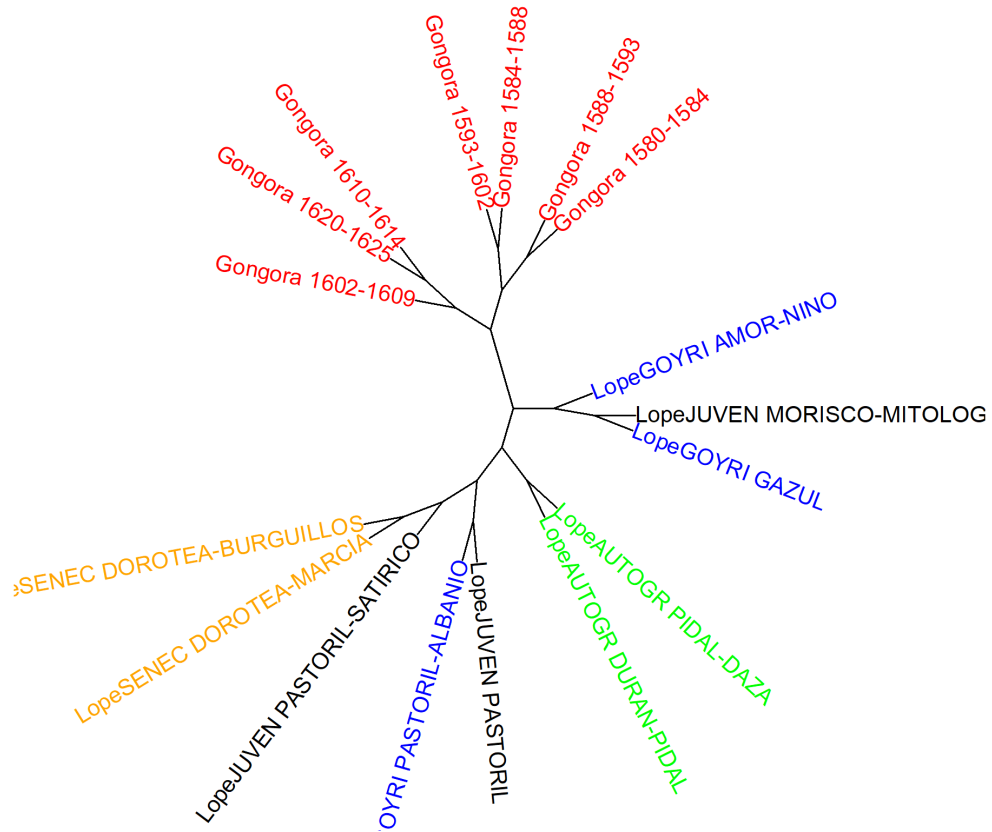 Gongora 1593-1602
Gongora 1584-1588
Gongora 1588-1593
Gongora 1580-1584
Gongora 1610-1614
Gongora 1620-1625
Gongora 1602-1609
LopeGOYRI AMOR-NINO
LopeJUVEN MORISCO-MITOLOG
LopeGOYRI GAZUL
LopeAUTOGR PIDAL-DAZA
LopeAUTOGR DURAN-PIDAL
LopeJUVEN PASTORIL
OYRI PASTORIL-ALBANIO
LopeJUVEN PASTORIL-SATIRICO
LopeSENEC DOROTEA-MARCIA
eSENEC DOROTEA-BURGUILLOS